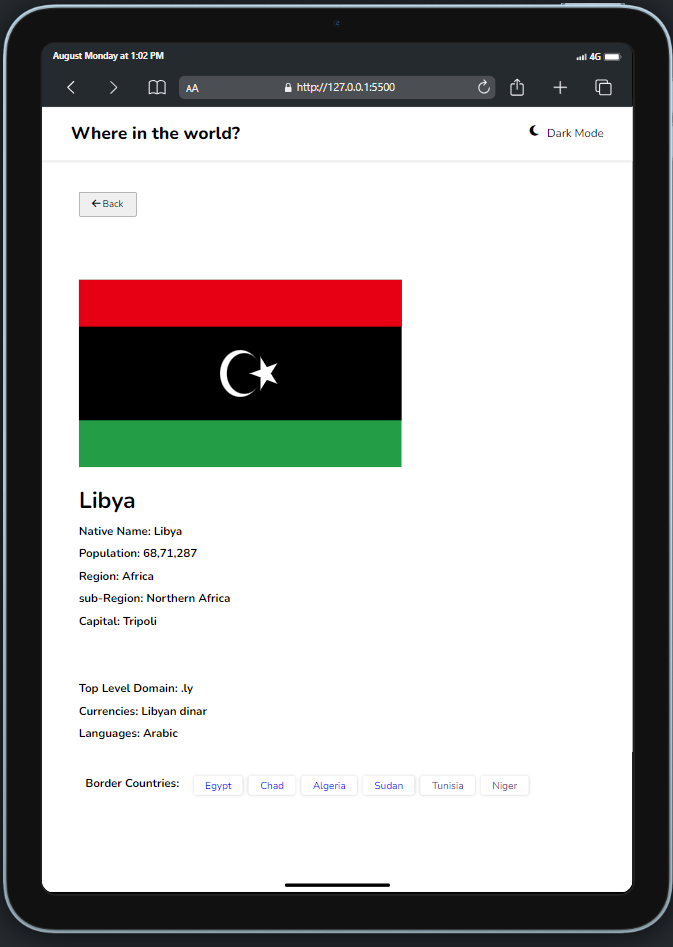 August Monday at 1:02 PM 4G
AA http://127.0.0.1:5500
Where in the world? Dark Mode
Back
Libya
Native Name: Libya
Population: 68,71,287
Region: Africa
sub-Region: Northern Africa
Capital: Tripoli
Top Level Domain: .ly
Currencies: Libyan dinar
Languages: Arabic
Border Countries: Egypt Chad Algeria Sudan Tunisia Niger